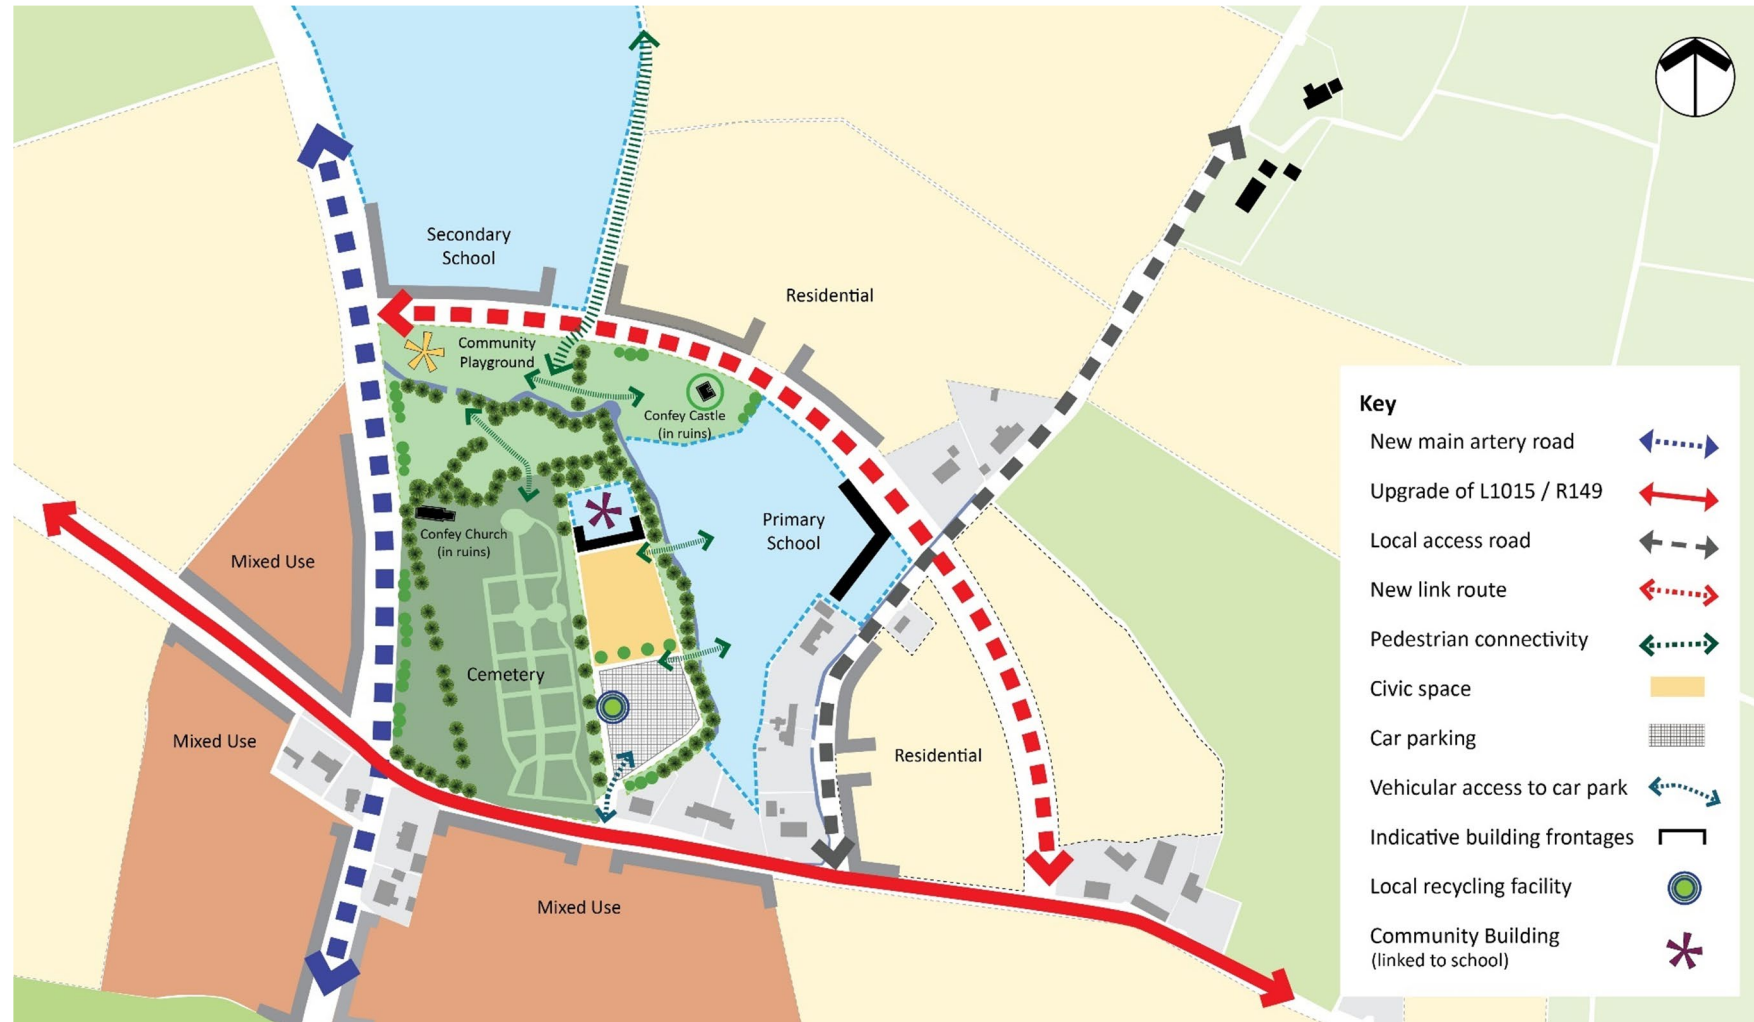 Secondary
School
Residential
Community
Playground
Confey Castle
(in ruins)
Primary
School
Confey Church
(in ruins)
Mixed Use
Cemetery
Mixed Use
Residential
Mixed Use
Key
New main artery road
Upgrade of L1015 / R149
Local access road
New link route
Pedestrian connectivity
Civic space
Car parking
Vehicular access to car park
Indicative building frontages
Local recycling facility
Community Building
(linked to school)